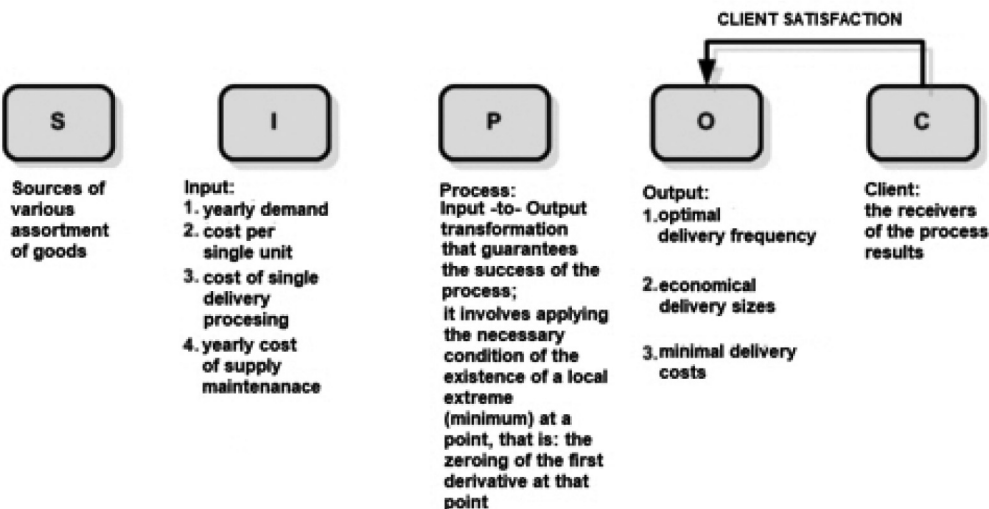 CLIENT SATISFACTION
S
I
P
O
C
Sources of
various
assortment
of goods
Input:
1. yearly demand
2. cost per
single unit
3. cost of single
delivery
procesing
4. yearly cost
of supply
maintenanace
Process:
Input -to- Output
transformation
that guarantees
the success of the
process;
it involves applying
the necessary
condition of the
existence of a local
extreme
(minimum) at a
point, that is: the
zeroing of the first
derivative at that
point
Output:
1.optimal
delivery frequency
2.economical
delivery sizes
3.minimal delivery
costs
Client:
the receivers
of the process
results